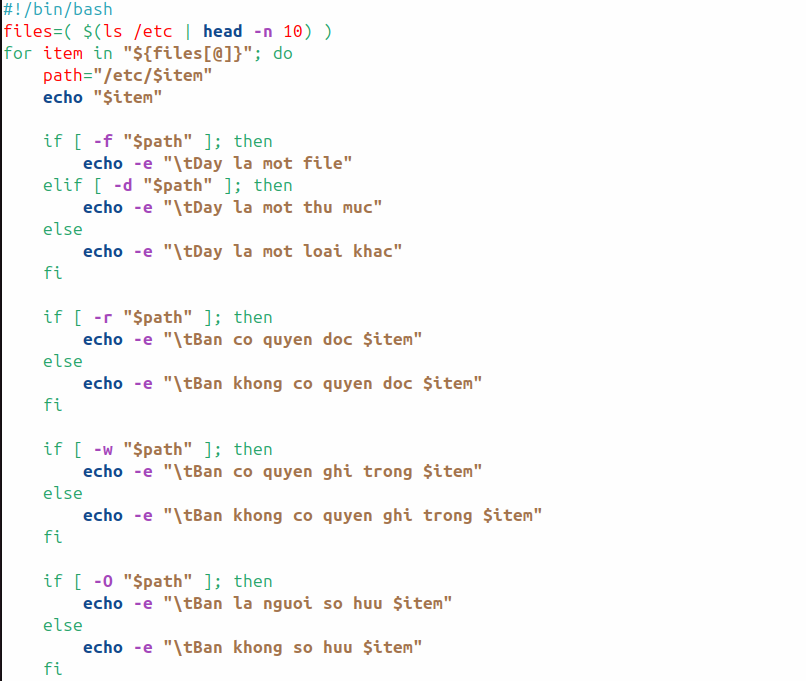 #!/bin/bash
files=( $(ls /etc | head -n 10) )
for item in "${files[@]}"; do
    path="/etc/$item"
    echo "$item"

    if [ -f "$path" ]; then
        echo -e "\tDay la mot file"
    elif [ -d "$path" ]; then
        echo -e "\tDay la mot thu muc"
    else
        echo -e "\tDay la mot loai khac"
    fi

    if [ -r "$path" ]; then
        echo -e "\tBan co quyen doc $item"
    else
        echo -e "\tBan khong co quyen doc $item"
    fi

    if [ -w "$path" ]; then
        echo -e "\tBan co quyen ghi trong $item"
    else
        echo -e "\tBan khong co quyen ghi trong $item"
    fi

    if [ -O "$path" ]; then
        echo -e "\tBan la nguoi so huu $item"
    else
        echo -e "\tBan khong so huu $item"
    fi